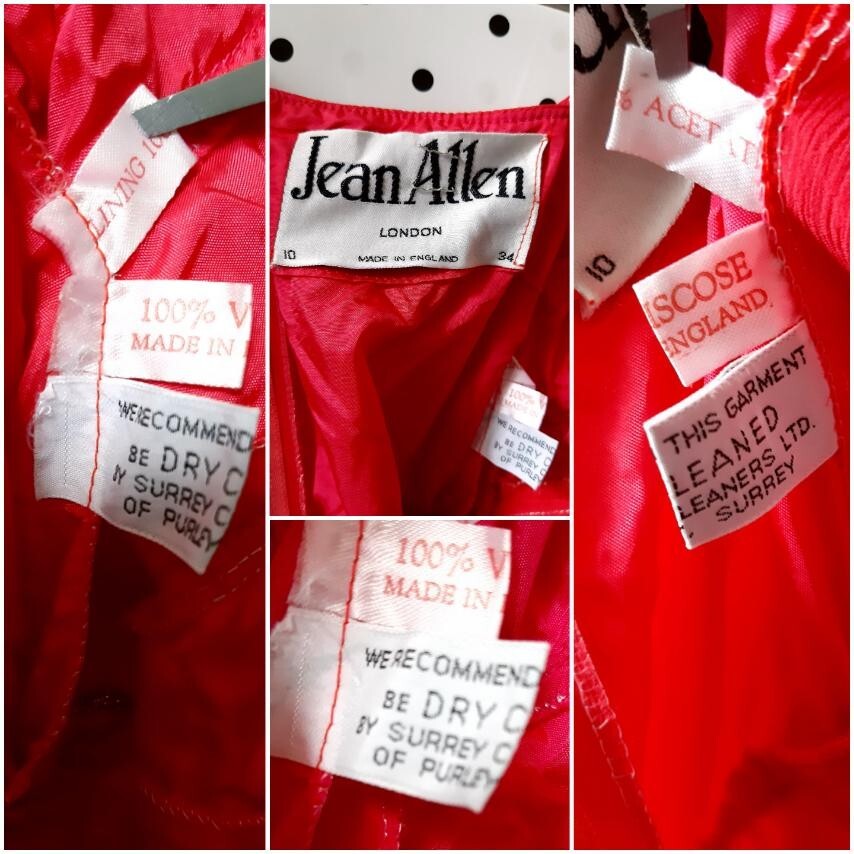 LINING 10
100% V
MADE IN
WE RECOMMEND
BE DRY C
BY SURREY C
OF PURLEY
Jean Allen
LONDON
10 MADE IN ENGLAND 34
100% V
MADE IN
WE RECOMMEND
BE DRY C
BY SURREY C
OF PURLEY
100% V
MADE IN
WE RECOMMEND
BE DRY C
BY SURREY C
OF PURLEY
% ACETAT
10
ISCOSE
ENGLAND.
THIS GARMENT
LEANED
LEANERS LTD.
SURREY